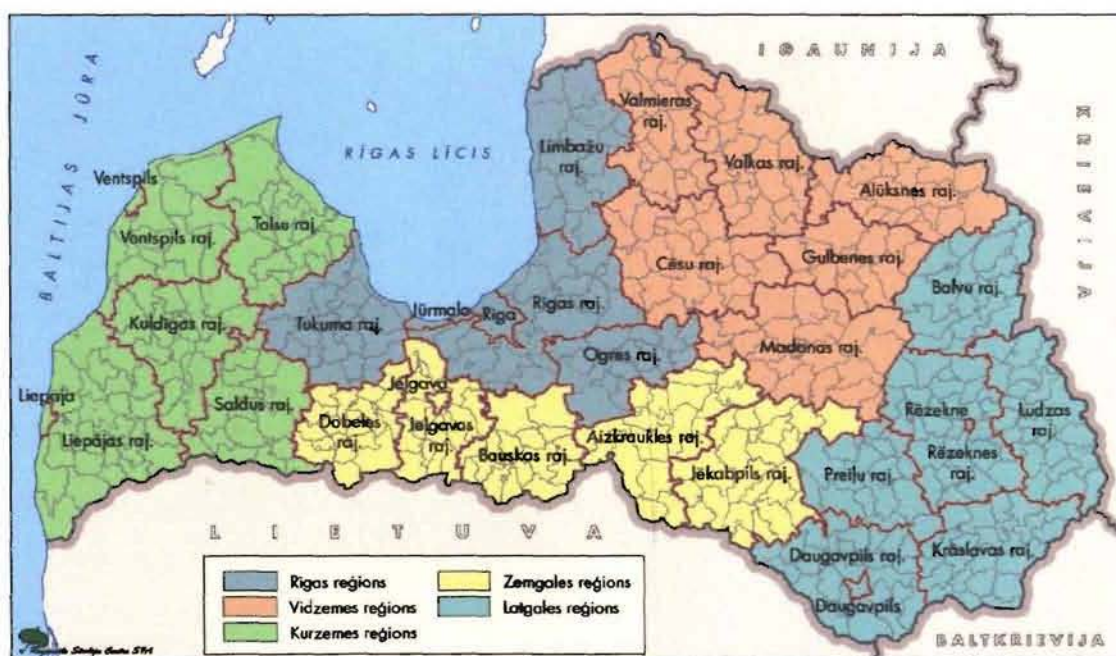 IGAUNIJA
BALTIJAS JŪRA
KRIEVIJA
RĪGAS LĪCIS
Valmieras
raj.
Limbažu
raj.
Valkas raj.
Alūksnes raj.
Ventspils
Ventspils raj.
Talsu raj.
Cēsu raj.
Gulbenes raj.
Balvu raj.
Kuldīgas raj.
Tukuma raj.
Jūrmala
Rīga
Rīgas raj.
Ogres raj.
Madonas raj.
Liepāja
Liepājas raj.
Saldus raj.
Jelgava
Dobeles
raj.
Jelgavas
raj.
Bauskas raj.
Aizkraukles raj.
Jēkabpils raj.
Rēzekne
Rēzeknes
raj.
Ludzas
raj.
Preiļu raj.
LIETUVA
Daugavpils raj.
Krāslavas raj.
Daugavpils
BALTKRIEVIJA
Rīgas reģions
Vidzemes reģions
Kurzemes reģions
Zemgales reģions
Latgales reģions